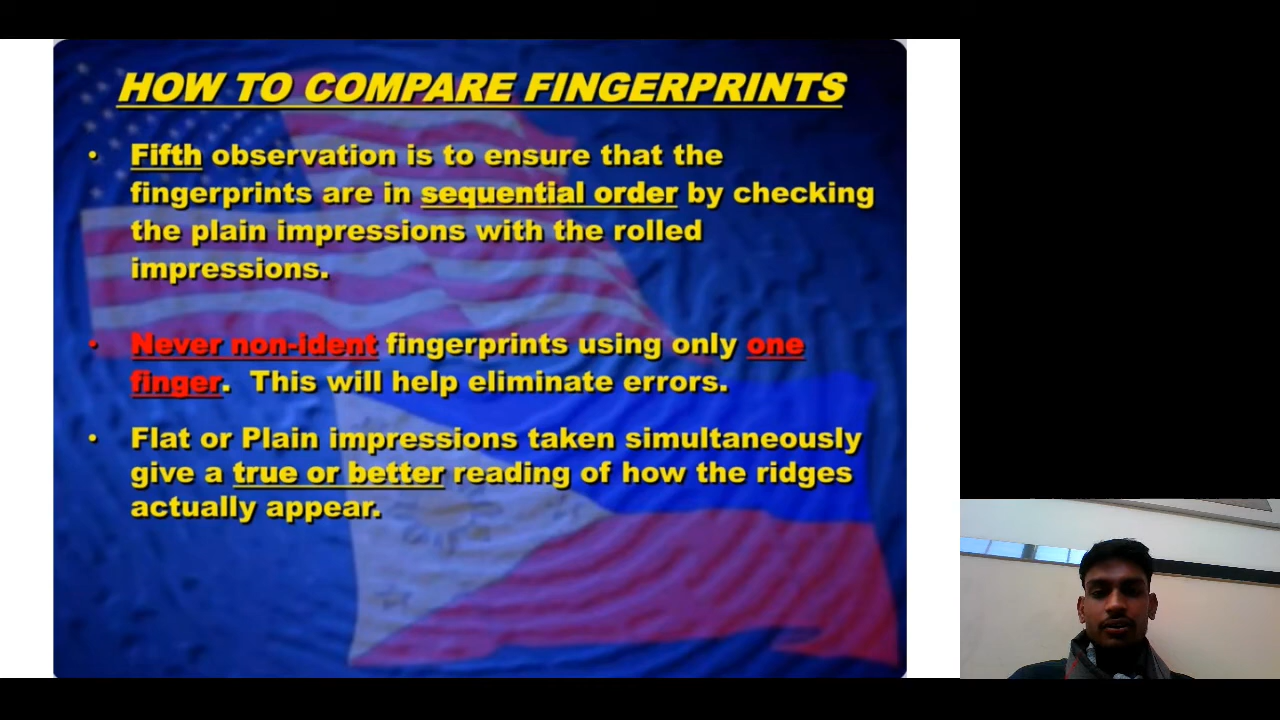 HOW TO COMPARE FINGERPRINTS
• Fifth observation is to ensure that the
fingerprints are in sequential order by checking
the plain impressions with the rolled
impressions.
• Never non-ident fingerprints using only one
finger.  This will help eliminate errors.
• Flat or Plain impressions taken simultaneously
give a true or better reading of how the ridges
actually appear.